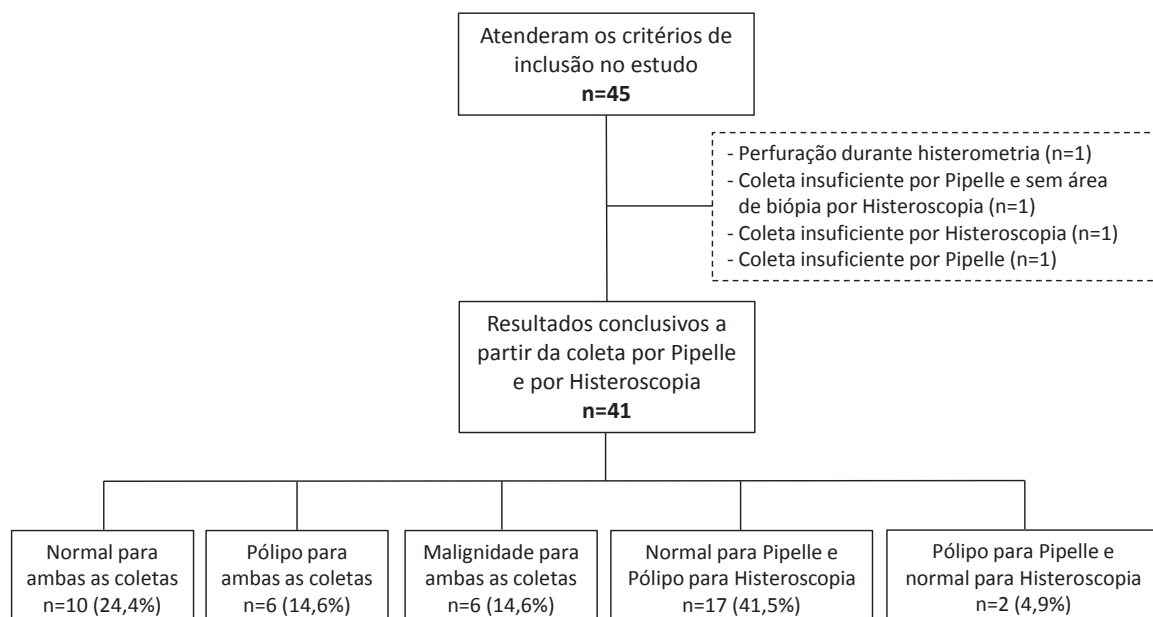 Atenderam os critérios de
inclusão no estudo
n=45
- Perfuração durante histerometria (n=1)
- Coleta insuficiente por Pipelle e sem área
de biópia por Histeroscopia (n=1)
- Coleta insuficiente por Histeroscopia (n=1)
- Coleta insuficiente por Pipelle (n=1)
Resultados conclusivos a
partir da coleta por Pipelle
e por Histeroscopia
n=41
Normal para
ambas as coletas
n=10 (24,4%)
Pólipo para
ambas as coletas
n=6 (14,6%)
Malignidade para
ambas as coletas
n=6 (14,6%)
Normal para Pipelle e
Pólipo para Histeroscopia
n=17 (41,5%)
Pólipo para Pipelle e
normal para Histeroscopia
n=2 (4,9%)